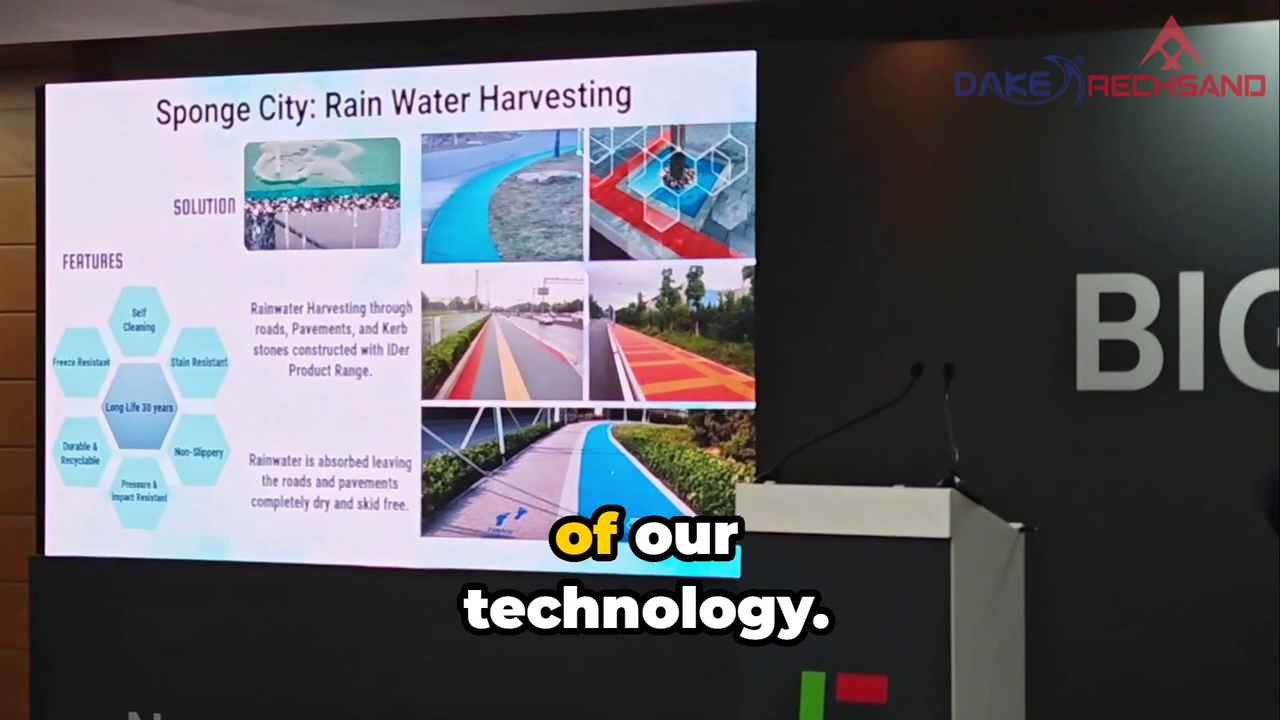 DAKE RECHSAND
Sponge City: Rain Water Harvesting
SOLUTION
FEATURES
Self
Cleaning
Freeze Resistant
Stain Resistant
Long Life 30 years
Durable &
Recyclable
Non-Slippery
Pressure &
Impact Resistant
Rainwater Harvesting through
roads, Pavements, and Kerb
stones constructed with IDer
Product Range.
Rainwater is absorbed leaving
the roads and pavements
completely dry and skid free.
BIG
of our
technology.